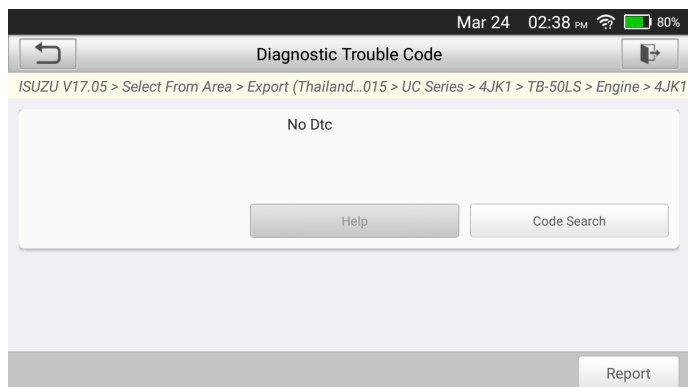 Mar 24 02:38 PM 80%
Diagnostic Trouble Code
ISUZU V17.05 > Select From Area > Export (Thailand...015 > UC Series > 4JK1 > TB-50LS > Engine > 4JK1
No Dtc
Help
Code Search
Report